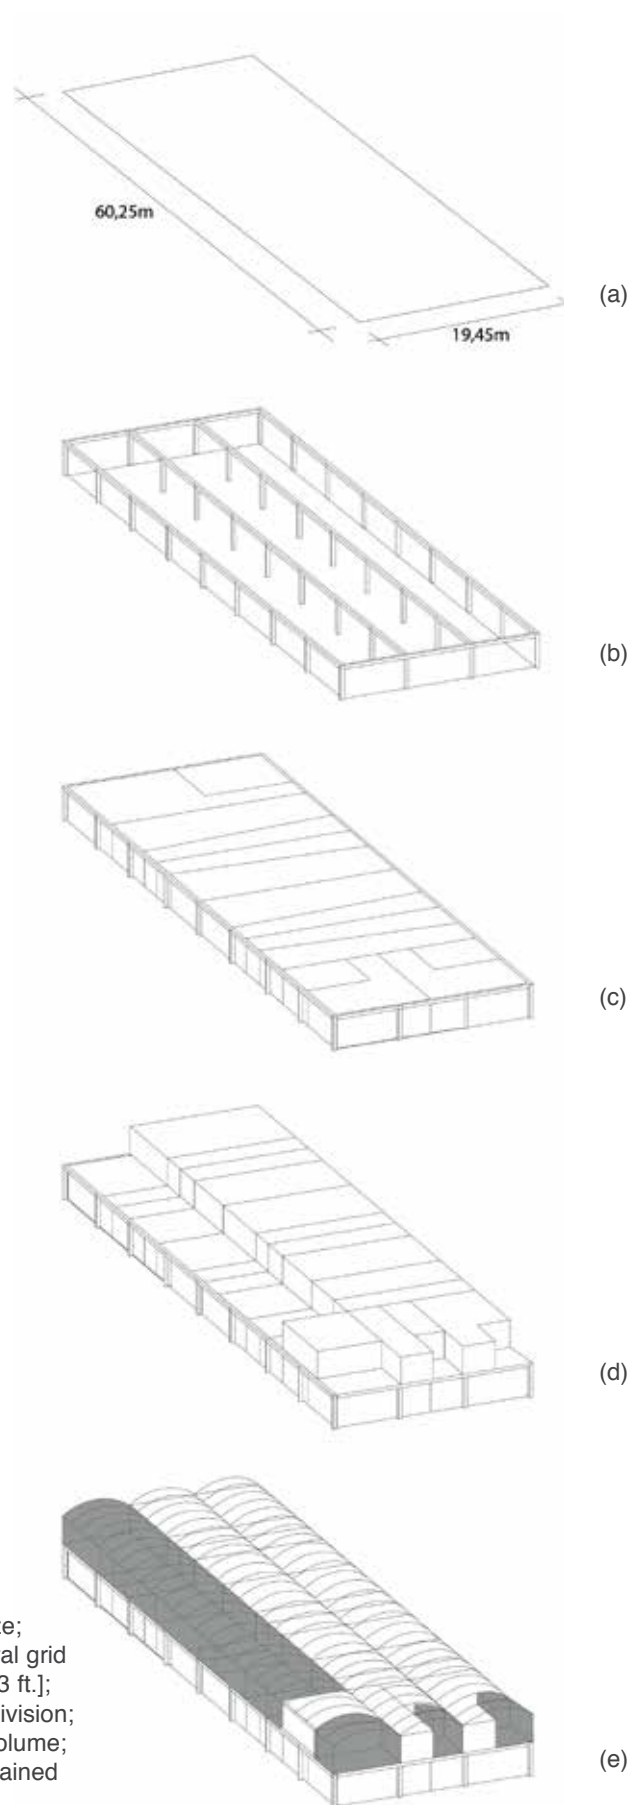 60,25m
(a)
19,45m
(b)
(c)
(d)
al grid
3 ft.];
ivision;
olume;
ained
(e)